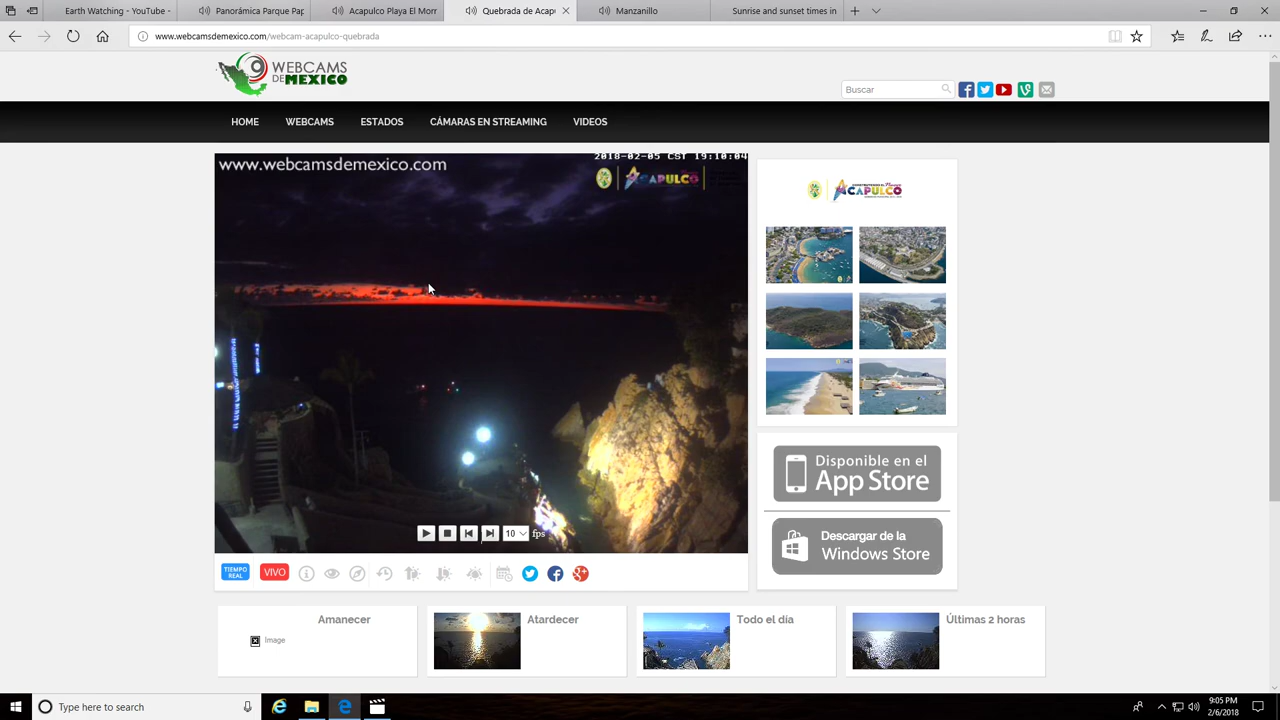 Earth Watching - YouTube -
Panorámica Parque Pap
Acapulco Playa El Morr
Quebrada de Acap
Manzanillo
Sunrise and sunset times in
www.webcamsdemexico.com/webcam-acapulco-quebrada
WEBCAMS
DEMEXICO
Buscar
HOME
WEBCAMS
ESTADOS
CÁMARAS EN STREAMING
VIDEOS
www.webcamsdemexico.com
2018-02-05 CST 19:10:04
ACAPULCO
ACAPULCO
10
fps
TIEMPO
REAL
VIVO
Disponible en el
App Store
Descargar de la
Windows Store
Amanecer
Image
Atardecer
Todo el día
Últimas 2 horas
Type here to search
9:05 PM
2/6/2018